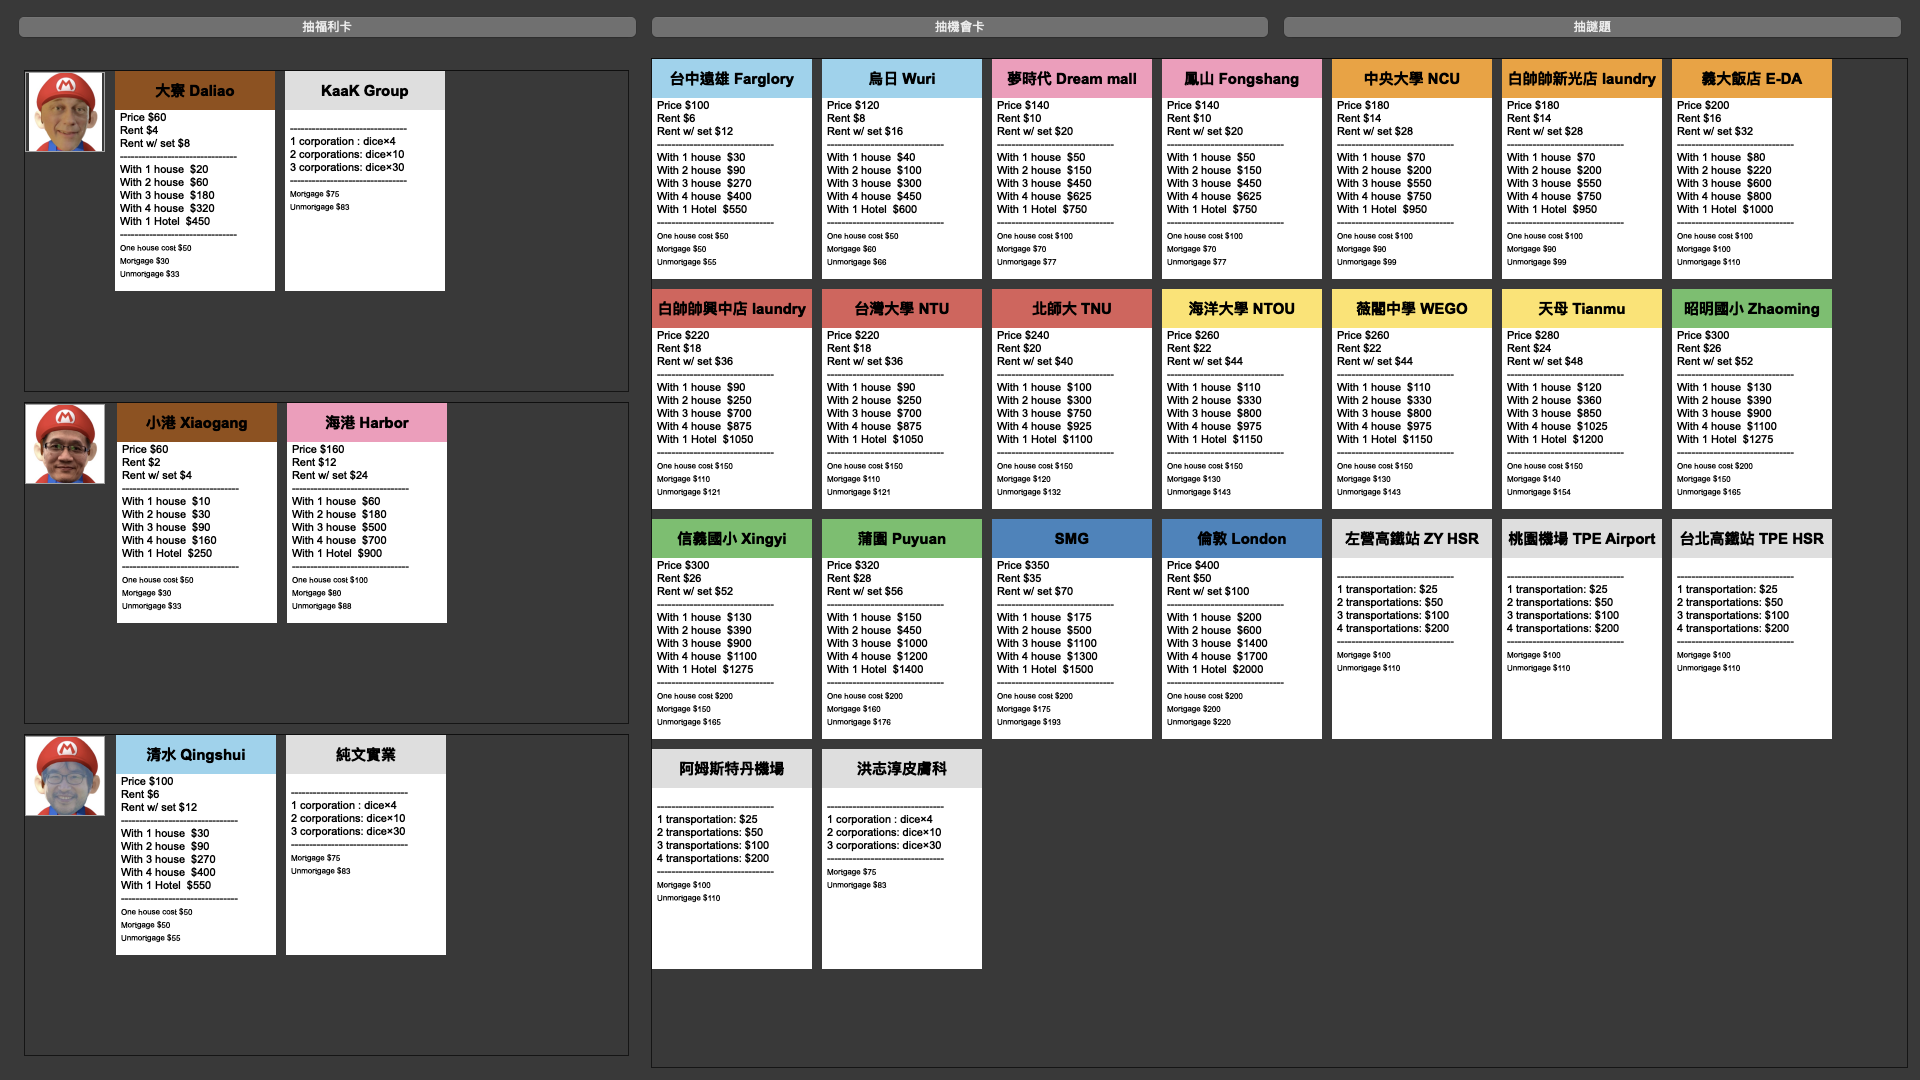 抽福利卡
抽機會卡
抽謎題
大寮 Daliao
Price $60
Rent $4
Rent w/ set $8
--------------------------------
With 1 house  $20
With 2 house  $60
With 3 house  $180
With 4 house  $320
With 1 Hotel  $450
--------------------------------
One house cost $50
Mortgage $30
Unmortgage $33
KaaK Group
--------------------------------
1 corporation : dice×4
2 corporations: dice×10
3 corporations: dice×30
--------------------------------
Mortgage $75
Unmortgage $83
小港 Xiaogang
Price $60
Rent $2
Rent w/ set $4
--------------------------------
With 1 house  $10
With 2 house  $30
With 3 house  $90
With 4 house  $160
With 1 Hotel  $250
--------------------------------
One house cost $50
Mortgage $30
Unmortgage $33
海港 Harbor
Price $160
Rent $12
Rent w/ set $24
--------------------------------
With 1 house  $60
With 2 house  $180
With 3 house  $500
With 4 house  $700
With 1 Hotel  $900
--------------------------------
One house cost $100
Mortgage $80
Unmortgage $88
清水 Qingshui
Price $100
Rent $6
Rent w/ set $12
--------------------------------
With 1 house  $30
With 2 house  $90
With 3 house  $270
With 4 house  $400
With 1 Hotel  $550
--------------------------------
One house cost $50
Mortgage $50
Unmortgage $55
純文實業
--------------------------------
1 corporation : dice×4
2 corporations: dice×10
3 corporations: dice×30
--------------------------------
Mortgage $75
Unmortgage $83
台中遠雄 Farglory
Price $100
Rent $6
Rent w/ set $12
--------------------------------
With 1 house  $30
With 2 house  $90
With 3 house  $270
With 4 house  $400
With 1 Hotel  $550
--------------------------------
One house cost $50
Mortgage $50
Unmortgage $55
烏日 Wuri
Price $120
Rent $8
Rent w/ set $16
--------------------------------
With 1 house  $40
With 2 house  $100
With 3 house  $300
With 4 house  $450
With 1 Hotel  $600
--------------------------------
One house cost $50
Mortgage $60
Unmortgage $66
夢時代 Dream mall
Price $140
Rent $10
Rent w/ set $20
--------------------------------
With 1 house  $50
With 2 house  $150
With 3 house  $450
With 4 house  $625
With 1 Hotel  $750
--------------------------------
One house cost $100
Mortgage $70
Unmortgage $77
鳳山 Fongshang
Price $140
Rent $10
Rent w/ set $20
--------------------------------
With 1 house  $50
With 2 house  $150
With 3 house  $450
With 4 house  $625
With 1 Hotel  $750
--------------------------------
One house cost $100
Mortgage $70
Unmortgage $77
中央大學 NCU
Price $180
Rent $14
Rent w/ set $28
--------------------------------
With 1 house  $70
With 2 house  $200
With 3 house  $550
With 4 house  $750
With 1 Hotel  $950
--------------------------------
One house cost $100
Mortgage $90
Unmortgage $99
白帥帥新光店 laundry
Price $180
Rent $14
Rent w/ set $28
--------------------------------
With 1 house  $70
With 2 house  $200
With 3 house  $550
With 4 house  $750
With 1 Hotel  $950
--------------------------------
One house cost $100
Mortgage $90
Unmortgage $99
義大飯店 E-DA
Price $200
Rent $16
Rent w/ set $32
--------------------------------
With 1 house  $80
With 2 house  $220
With 3 house  $600
With 4 house  $800
With 1 Hotel  $1000
--------------------------------
One house cost $100
Mortgage $100
Unmortgage $110
白帥帥興中店 laundry
Price $220
Rent $18
Rent w/ set $36
--------------------------------
With 1 house  $90
With 2 house  $250
With 3 house  $700
With 4 house  $875
With 1 Hotel  $1050
--------------------------------
One house cost $150
Mortgage $110
Unmortgage $121
台灣大學 NTU
Price $220
Rent $18
Rent w/ set $36
--------------------------------
With 1 house  $90
With 2 house  $250
With 3 house  $700
With 4 house  $875
With 1 Hotel  $1050
--------------------------------
One house cost $150
Mortgage $110
Unmortgage $121
北師大 TNU
Price $240
Rent $20
Rent w/ set $40
--------------------------------
With 1 house  $100
With 2 house  $300
With 3 house  $750
With 4 house  $925
With 1 Hotel  $1100
--------------------------------
One house cost $150
Mortgage $120
Unmortgage $132
海洋大學 NTOU
Price $260
Rent $22
Rent w/ set $44
--------------------------------
With 1 house  $110
With 2 house  $330
With 3 house  $800
With 4 house  $975
With 1 Hotel  $1150
--------------------------------
One house cost $150
Mortgage $130
Unmortgage $143
薇閣中學 WEGO
Price $260
Rent $22
Rent w/ set $44
--------------------------------
With 1 house  $110
With 2 house  $330
With 3 house  $800
With 4 house  $975
With 1 Hotel  $1150
--------------------------------
One house cost $150
Mortgage $130
Unmortgage $143
天母 Tianmu
Price $280
Rent $24
Rent w/ set $48
--------------------------------
With 1 house  $120
With 2 house  $360
With 3 house  $850
With 4 house  $1025
With 1 Hotel  $1200
--------------------------------
One house cost $150
Mortgage $140
Unmortgage $154
昭明國小 Zhaoming
Price $300
Rent $26
Rent w/ set $52
--------------------------------
With 1 house  $130
With 2 house  $390
With 3 house  $900
With 4 house  $1100
With 1 Hotel  $1275
--------------------------------
One house cost $200
Mortgage $150
Unmortgage $165
信義國小 Xingyi
Price $300
Rent $26
Rent w/ set $52
--------------------------------
With 1 house  $130
With 2 house  $390
With 3 house  $900
With 4 house  $1100
With 1 Hotel  $1275
--------------------------------
One house cost $200
Mortgage $150
Unmortgage $165
蒲園 Puyuan
Price $320
Rent $28
Rent w/ set $56
--------------------------------
With 1 house  $150
With 2 house  $450
With 3 house  $1000
With 4 house  $1200
With 1 Hotel  $1400
--------------------------------
One house cost $200
Mortgage $160
Unmortgage $176
SMG
Price $350
Rent $35
Rent w/ set $70
--------------------------------
With 1 house  $175
With 2 house  $500
With 3 house  $1100
With 4 house  $1300
With 1 Hotel  $1500
--------------------------------
One house cost $200
Mortgage $175
Unmortgage $193
倫敦 London
Price $400
Rent $50
Rent w/ set $100
--------------------------------
With 1 house  $200
With 2 house  $600
With 3 house  $1400
With 4 house  $1700
With 1 Hotel  $2000
--------------------------------
One house cost $200
Mortgage $200
Unmortgage $220
左營高鐵站 ZY HSR
--------------------------------
1 transportation: $25
2 transportations: $50
3 transportations: $100
4 transportations: $200
--------------------------------
Mortgage $100
Unmortgage $110
桃園機場 TPE Airport
--------------------------------
1 transportation: $25
2 transportations: $50
3 transportations: $100
4 transportations: $200
--------------------------------
Mortgage $100
Unmortgage $110
台北高鐵站 TPE HSR
--------------------------------
1 transportation: $25
2 transportations: $50
3 transportations: $100
4 transportations: $200
--------------------------------
Mortgage $100
Unmortgage $110
阿姆斯特丹機場
--------------------------------
1 transportation: $25
2 transportations: $50
3 transportations: $100
4 transportations: $200
--------------------------------
Mortgage $100
Unmortgage $110
洪志淳皮膚科
--------------------------------
1 corporation : dice×4
2 corporations: dice×10
3 corporations: dice×30
--------------------------------
Mortgage $75
Unmortgage $83